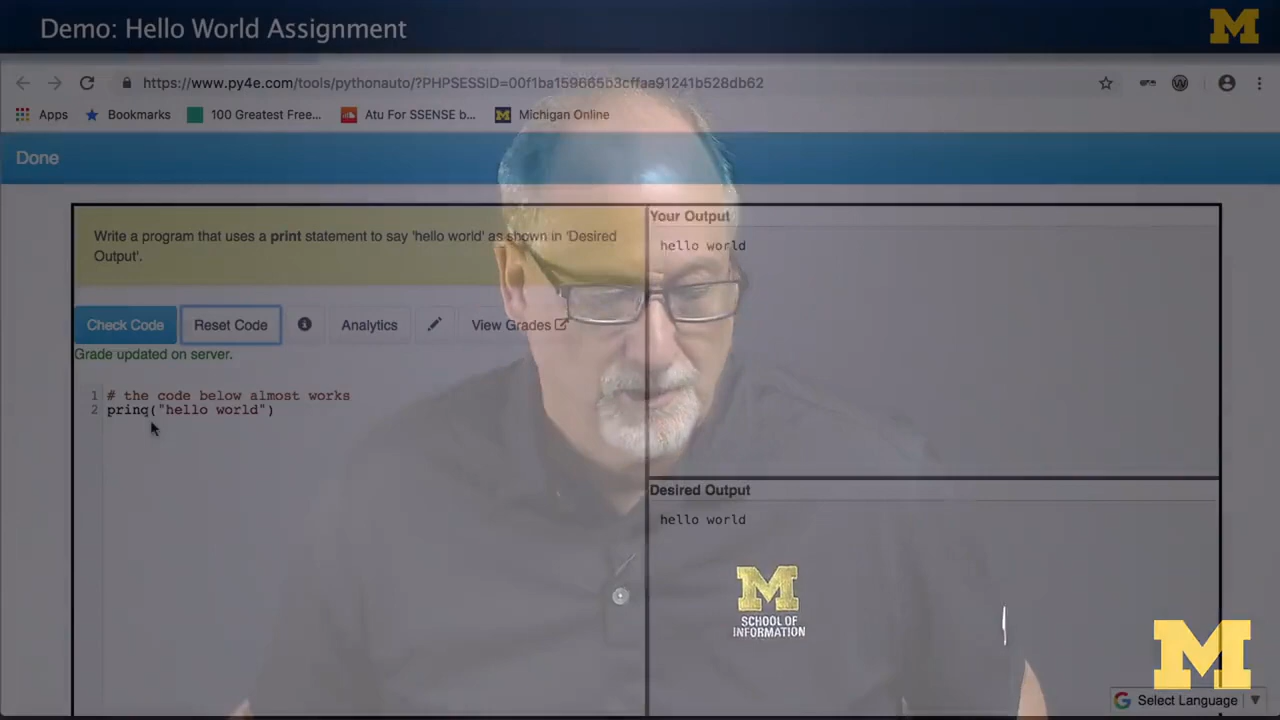 Demo: Hello World Assignment
https://www.py4e.com/tools/pythonauto/?PHPSESSID=00f1ba159665b3cffaa91241b528db62
Apps
Bookmarks
100 Greatest Free...
Atu For SSENSE b...
Michigan Online
Done
Write a program that uses a print statement to say 'hello world' as shown in 'Desired
Output'.
Check Code
Reset Code
Analytics
View Grades
Grade updated on server.
1 # the code below almost works
2 prinq("hello world")
Your Output
hello world
Desired Output
hello world
M
SCHOOL OF
INFORMATION
M
G Select Language